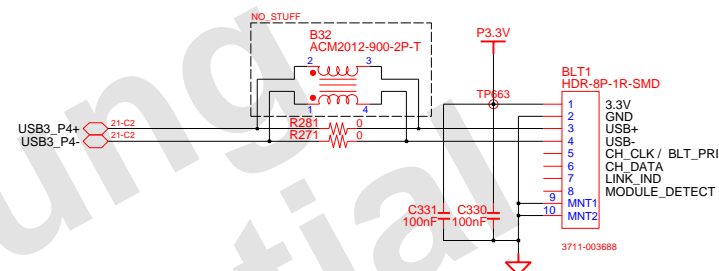 NO_STUFF
B32
ACM2012-900-2P-T
2 3
1 4
P3.3V
TP663
BLT1
HDR-8P-1R-SMD
1 3.3V
2 GND
USB3_P4+ 21-C2 R281 0 3 USB+
USB3_P4- 21-C2 R271 0 4 USB-
5 CH_CLK / BLT_PRI
6 CH_DATA
7 LINK_IND
8 MODULE_DETECT
9 MNT1
10 MNT2
C331 C330
100nF 100nF
3711-003688
ung
tial